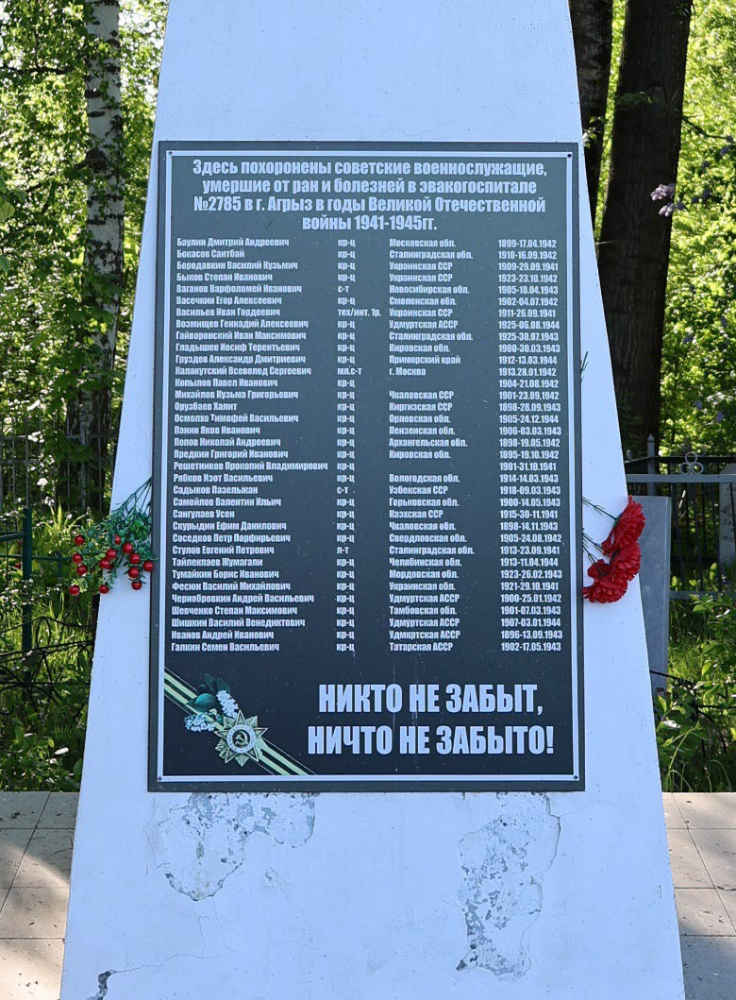 Здесь похоронены советские военнослужащие,
умершие от ран и болезней в эвакогоспитале
№2785 в г. Агрыз в годы Великой Отечественной
войны 1941-1945гг.
Баулин Дмитрий Андреевич кр-ц Московская обл. 1899-17.04.1942
Бокасов Саитбай кр-ц Сталинградская обл. 1910-16.09.1942
Бородавкин Василий Кузьмич кр-ц Украинская ССР 1909-29.09.1941
Быков Степан Иванович кр-ц Украинская ССР 1923-23.10.1942
Ваганов Варфоломей Иванович с-т Новосибирская обл. 1905-18.04.1943
Васечкин Егор Алексеевич кр-ц Смоленская обл. 1902-04.07.1942
Васильев Иван Гордеевич тех/инт. 1р. Украинская ССР 1911-26.09.1941
Возмищев Геннадий Алексеевич кр-ц Удмуртская АССР 1925-06.08.1944
Гайворонский Иван Максимович кр-ц Сталинградская обл. 1925-30.07.1943
Гладышев Иосиф Терентьевич кр-ц Кировская обл. 1900-30.03.1943
Груздев Александр Дмитриевич кр-ц Приморский край 1912-13.03.1944
Калакутский Всеволод Сергеевич мл.с-т г. Москва 1913.28.01.1942
Копылов Павел Иванович кр-ц 1904-21.08.1942
Михайлов Кузьма Григорьевич кр-ц Чкаловская ССР 1901-23.09.1942
Орузбаев Халит кр-ц Киргизская ССР 1898-28.09.1943
Осмолхо Тимофей Васильевич кр-ц Орловская обл. 1905-24.12.1944
Панин Яков Иванович кр-ц Пензенская обл. 1906-03.03.1943
Попов Николай Андреевич кр-ц Архангельская обл. 1898-19.05.1942
Предкин Григорий Иванович кр-ц Кировская обл. 1895-19.10.1942
Решетников Прокопий Владимирович кр-ц 1901-31.10.1941
Рябков Изот Васильевич кр-ц Вологодская обл. 1914-14.03.1943
Садыков Пазельжан с-т Узбекская ССР 1918-09.03.1943
Самойлов Валентин Ильич кр-ц Горьковская обл. 1900-14.05.1943
Сангулаев Усен кр-ц Казхская ССР 1915-30-11.1941
Скурыдин Ефим Данилович кр-ц Чкаловская обл. 1898-14.11.1943
Соседков Петр Порфирьевич кр-ц Свердловская обл. 1905-24.08.1942
Стулов Евгений Петрович л-т Сталинградская обл. 1913-23.09.1941
Тайлекпаев Жумагали кр-ц Челябинская обл. 1913-11.04.1944
Тумайкин Борис Иванович кр-ц Мордовская обл. 1923-26.02.1943
Фесюн Василий Михайлович кр-ц Украинская обл. 1921-29.10.1941
Чернобровкин Андрей Васильевич кр-ц Удмуртская АССР 1900-25.01.1942
Шевченко Степан Максимович кр-ц Тамбовская обл. 1901-07.03.1943
Шишкин Василий Венедиктович кр-ц Удмуртская АССР 1907-03.01.1944
Иванов Андрей Иванович кр-ц Удмкртская АССР 1896-13.09.1943
Галкин Семен Васильевич кр-ц Татарская АССР 1902-17.05.1943
НИКТО НЕ ЗАБЫТ,
НИЧТО НЕ ЗАБЫТО!